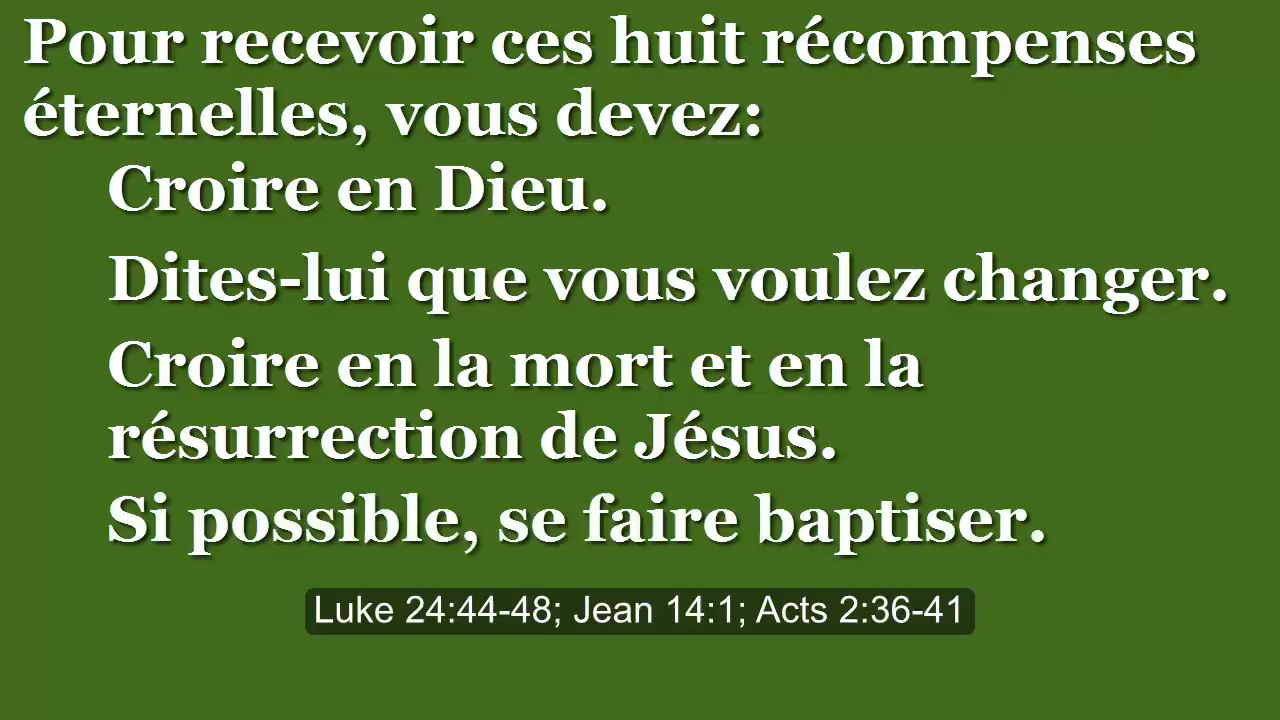 Pour recevoir ces huit récompenses
éternelles, vous devez:
Croire en Dieu.
Dites-lui que vous voulez changer.
Croire en la mort et en la
résurrection de Jésus.
Si possible, se faire baptiser.
Luke 24:44-48; Jean 14:1; Acts 2:36-41